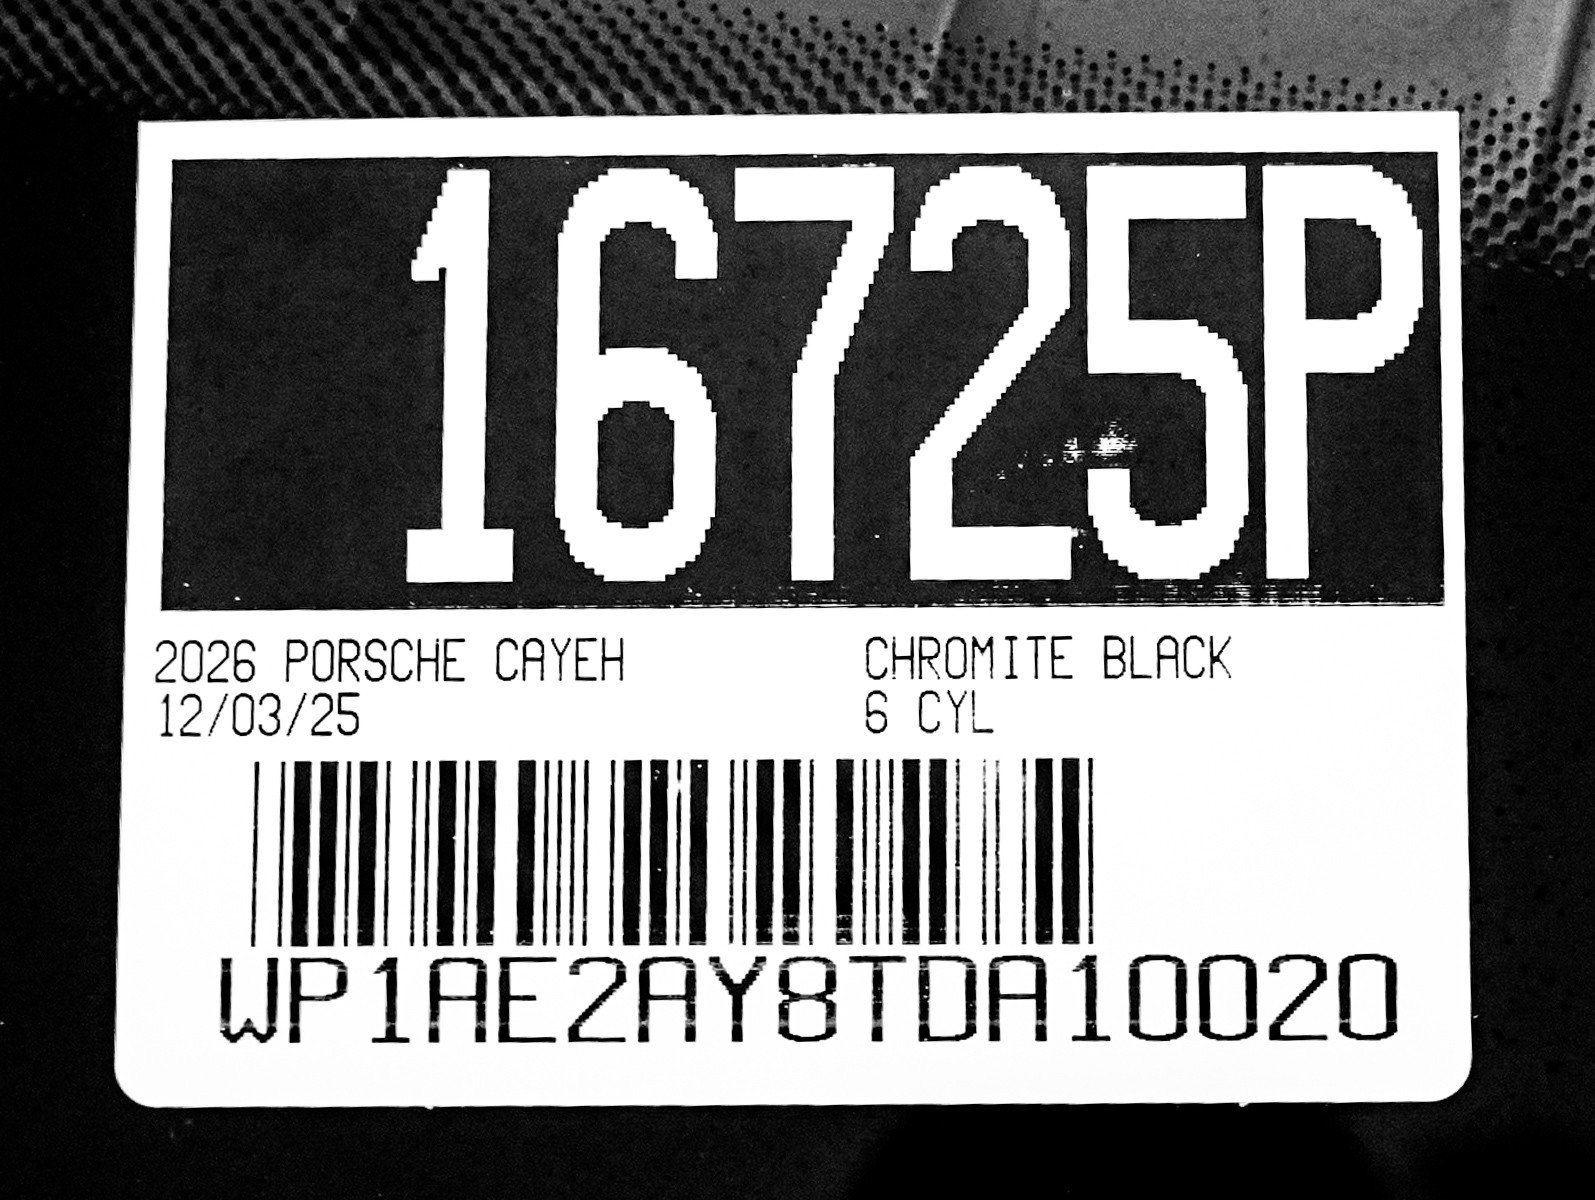 16725P
2026 PORSCHE CAYEH CHROMITE BLACK
12/03/25 6 CYL
WP1AE2AY8TDA10020